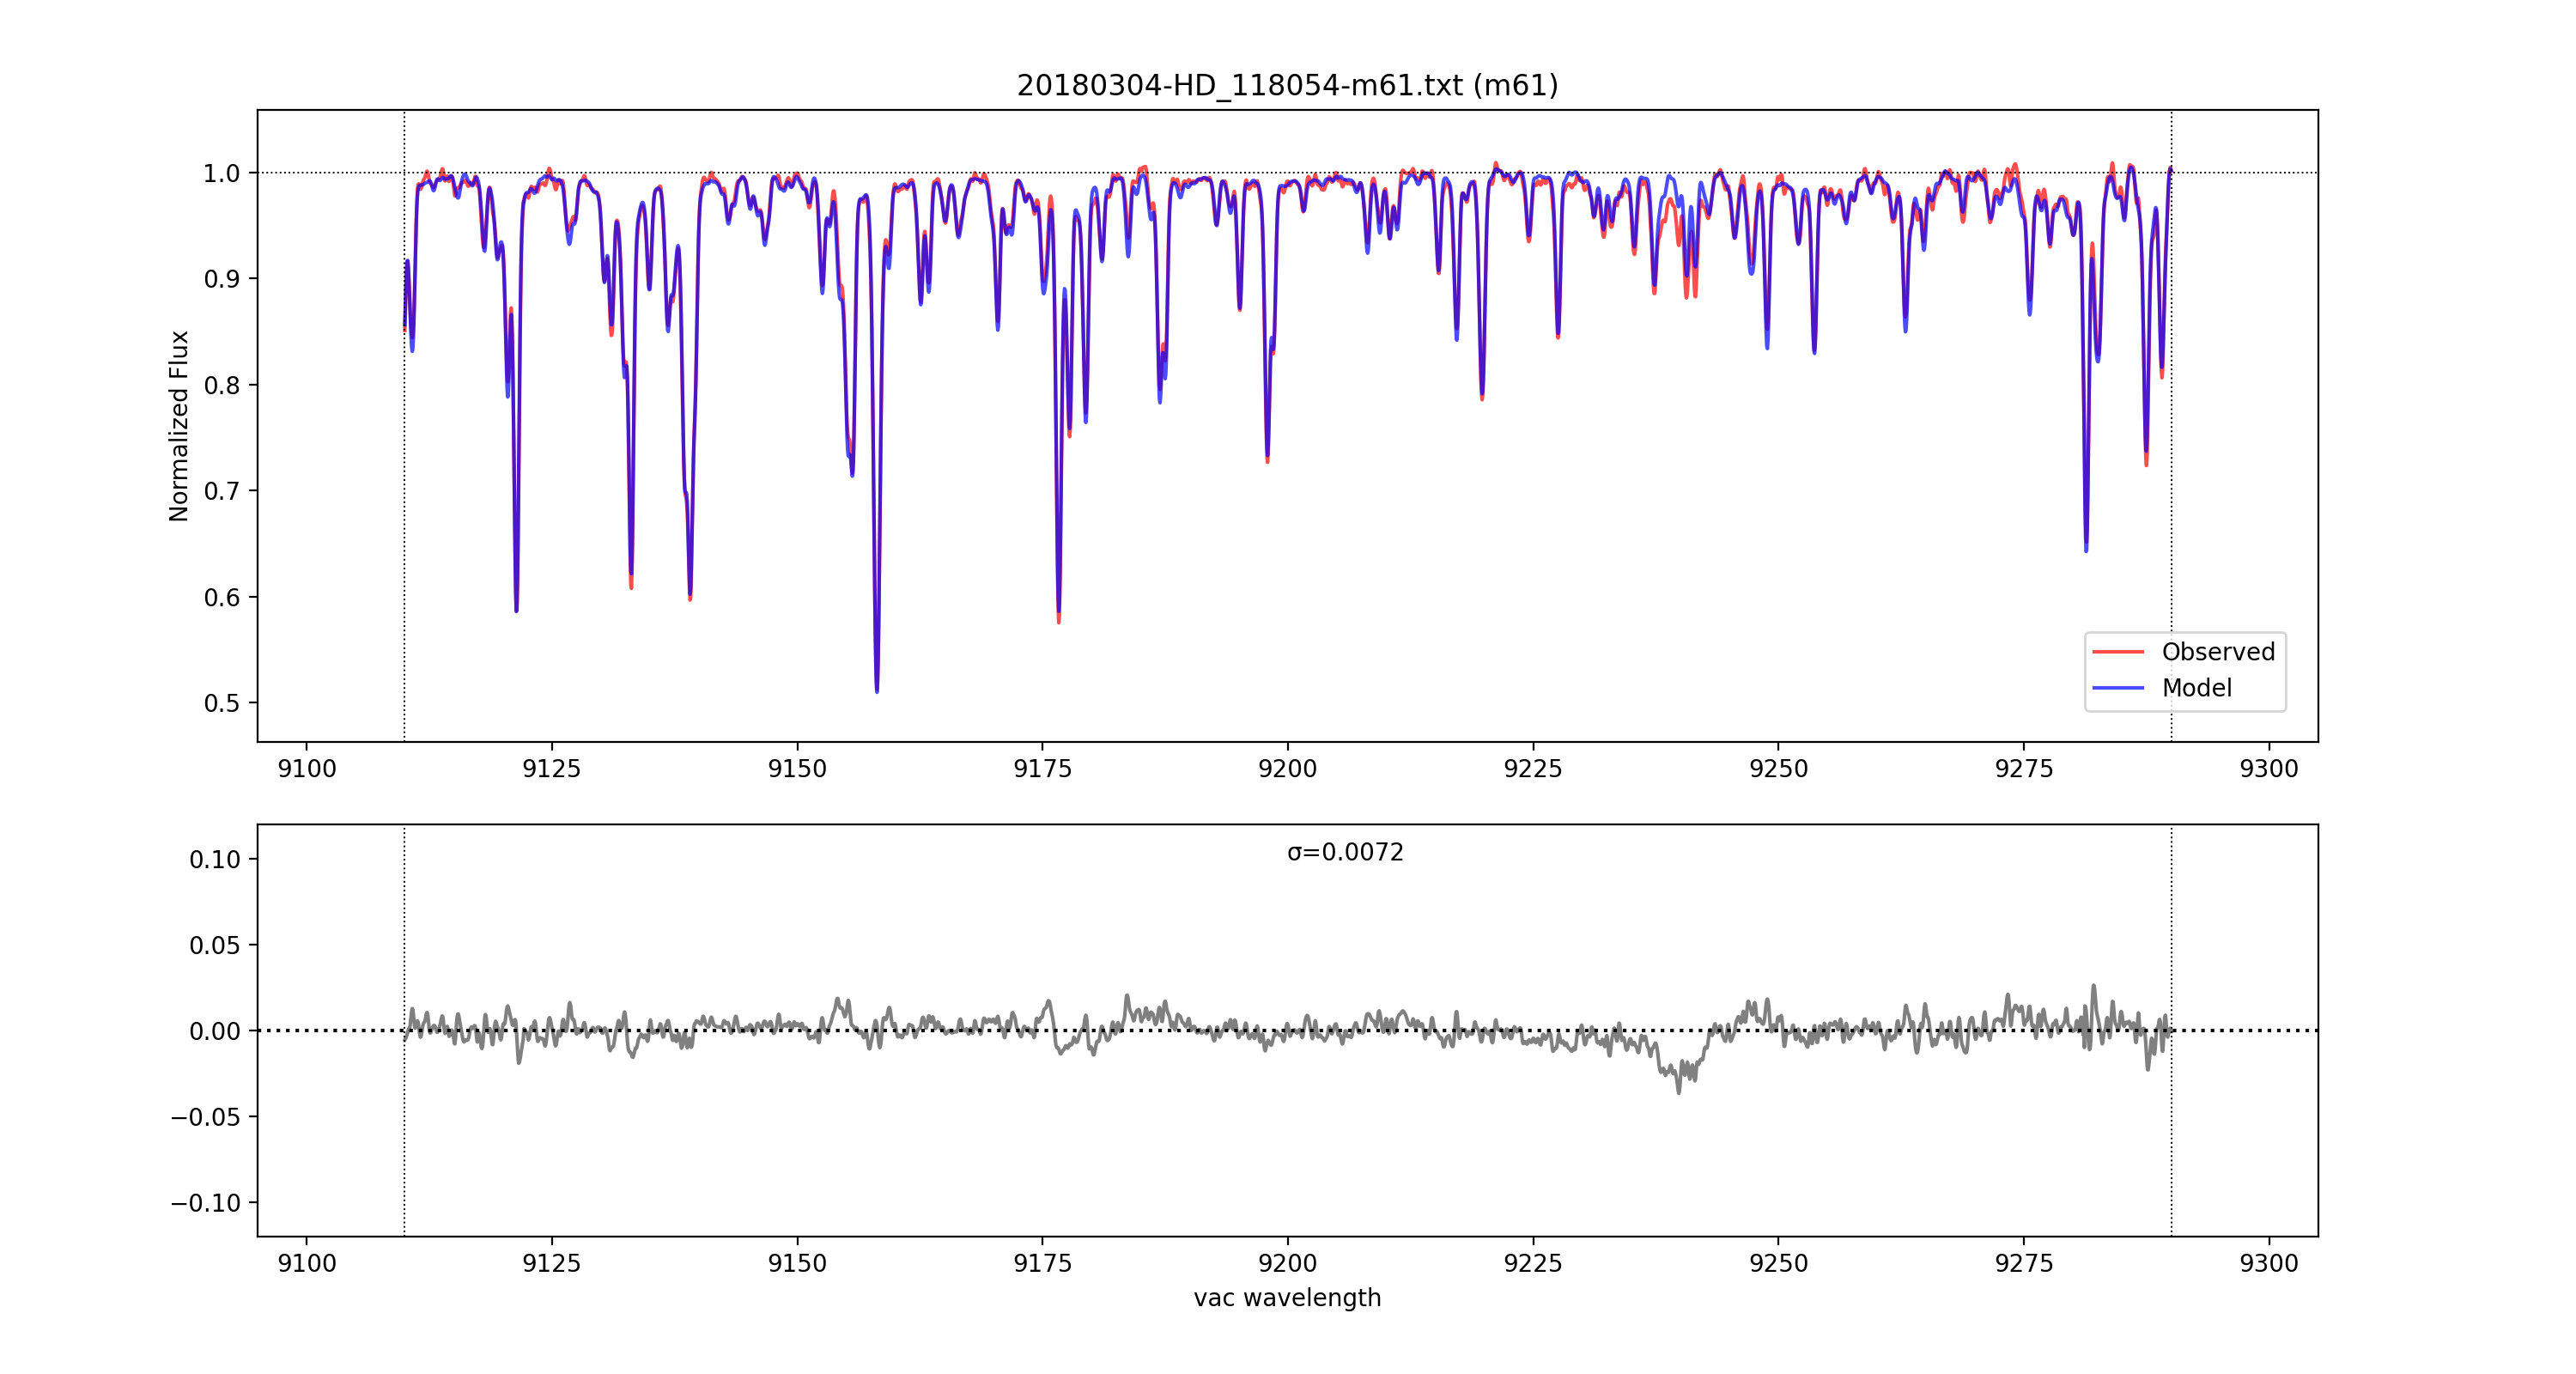 20180304-HD_118054-m61.txt (m61)
Normalized Flux
1.0
0.9
0.8
0.7
0.6
0.5
Observed
Model
9100 9125 9150 9175 9200 9225 9250 9275 9300
σ=0.0072
0.10
0.05
0.00
−0.05
−0.10
9100 9125 9150 9175 9200 9225 9250 9275 9300
vac wavelength